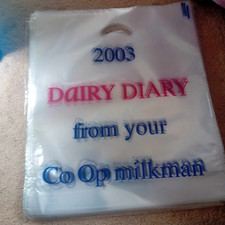 2003
DaIRY DIARY
from your
Co Op milkman